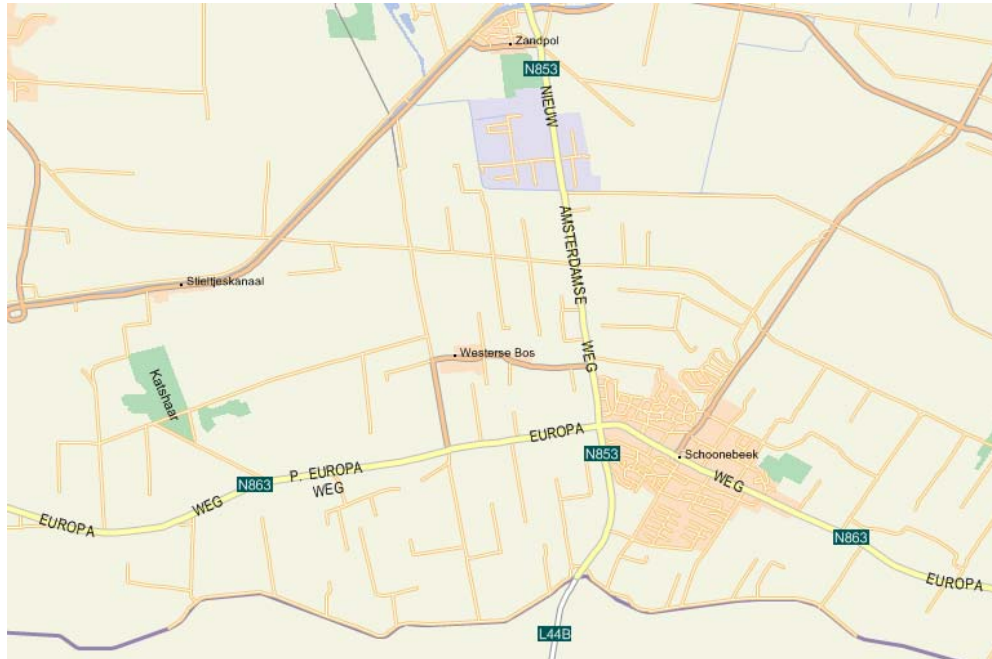 Zandpol
N853
NIEUW
AMSTERDAMSE
WEG
Stieltjeskanaal
Westerse Bos
Katshaar
EUROPA
N853
Schoonebeek
P. EUROPA
WEG
N863
WEG
WEG
EUROPA
N863
EUROPA
L44B